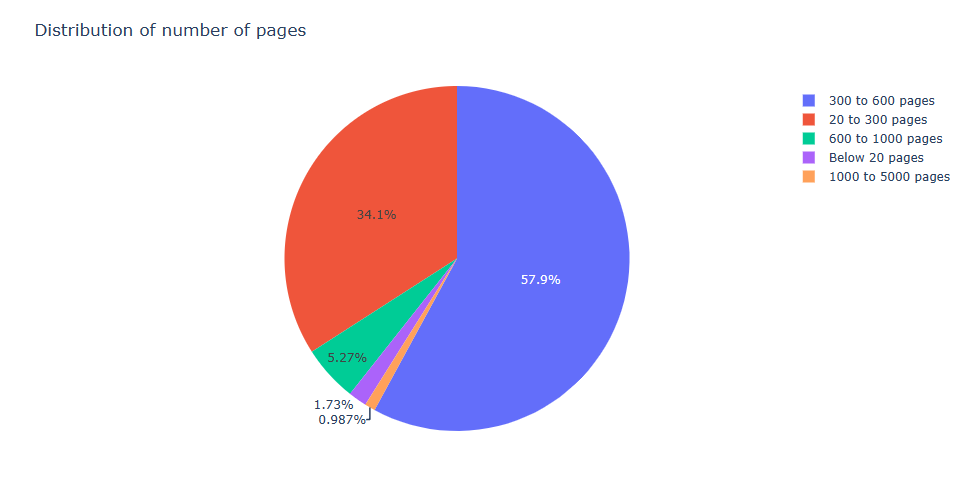 Distribution of number of pages
300 to 600 pages
20 to 300 pages
600 to 1000 pages
Below 20 pages
1000 to 5000 pages
34.1%
57.9%
5.27%
1.73%
0.987%